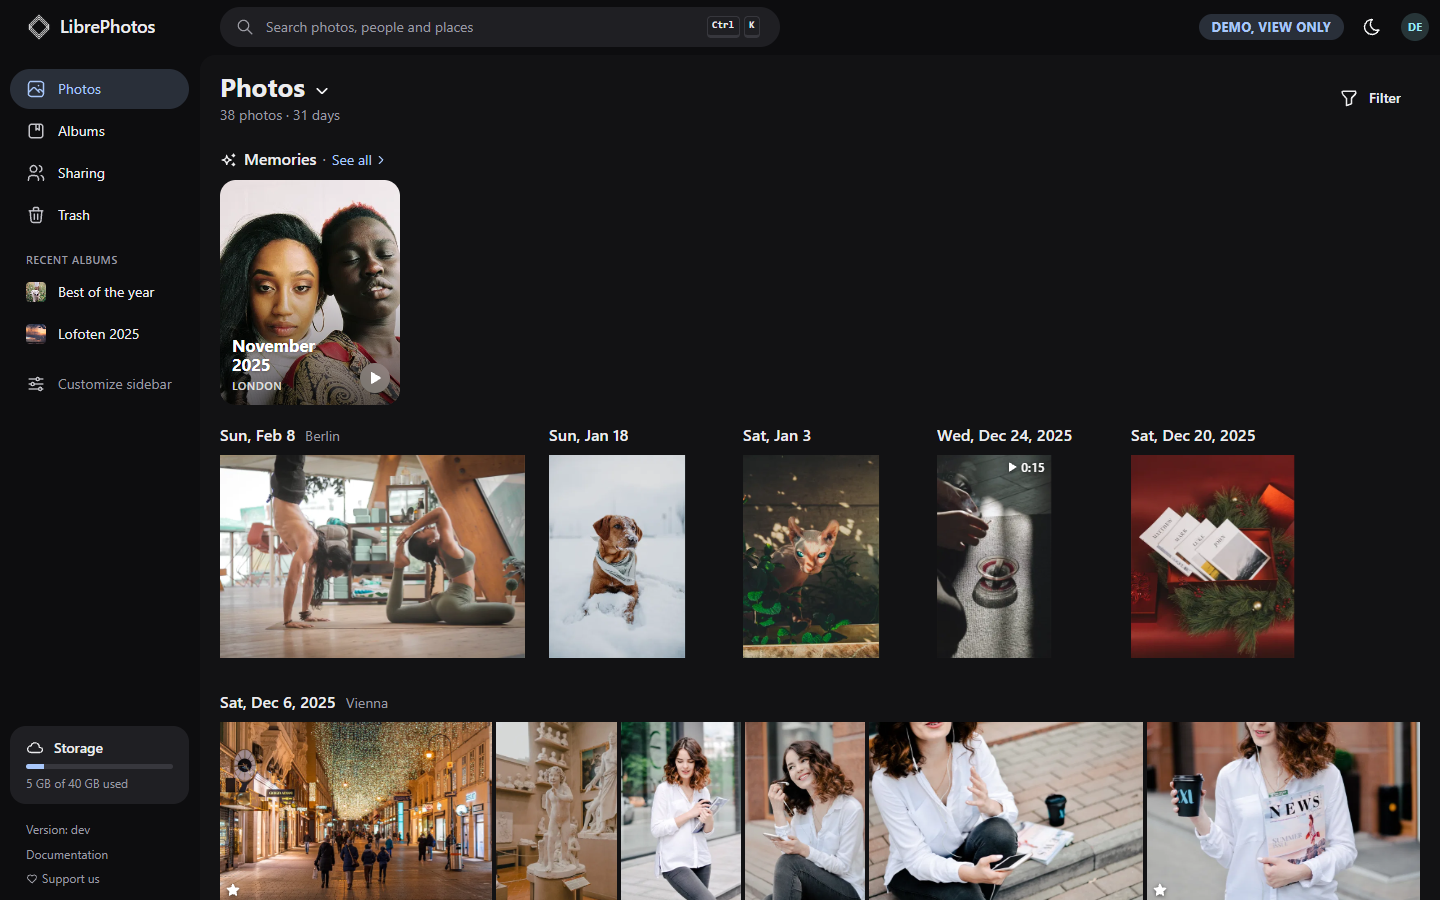 LibrePhotos
Search photos, people and places
Ctrl K
DEMO, VIEW ONLY
DE
Photos
Albums
Sharing
Trash
RECENT ALBUMS
Best of the year
Lofoten 2025
Customize sidebar
Storage
5 GB of 40 GB used
Version: dev
Documentation
Support us
Photos
38 photos · 31 days
Filter
Memories · See all
November
2025
LONDON
Sun, Feb 8 Berlin
Sun, Jan 18
Sat, Jan 3
Wed, Dec 24, 2025
0:15
Sat, Dec 20, 2025
Sat, Dec 6, 2025 Vienna
NEWS
SUMMER